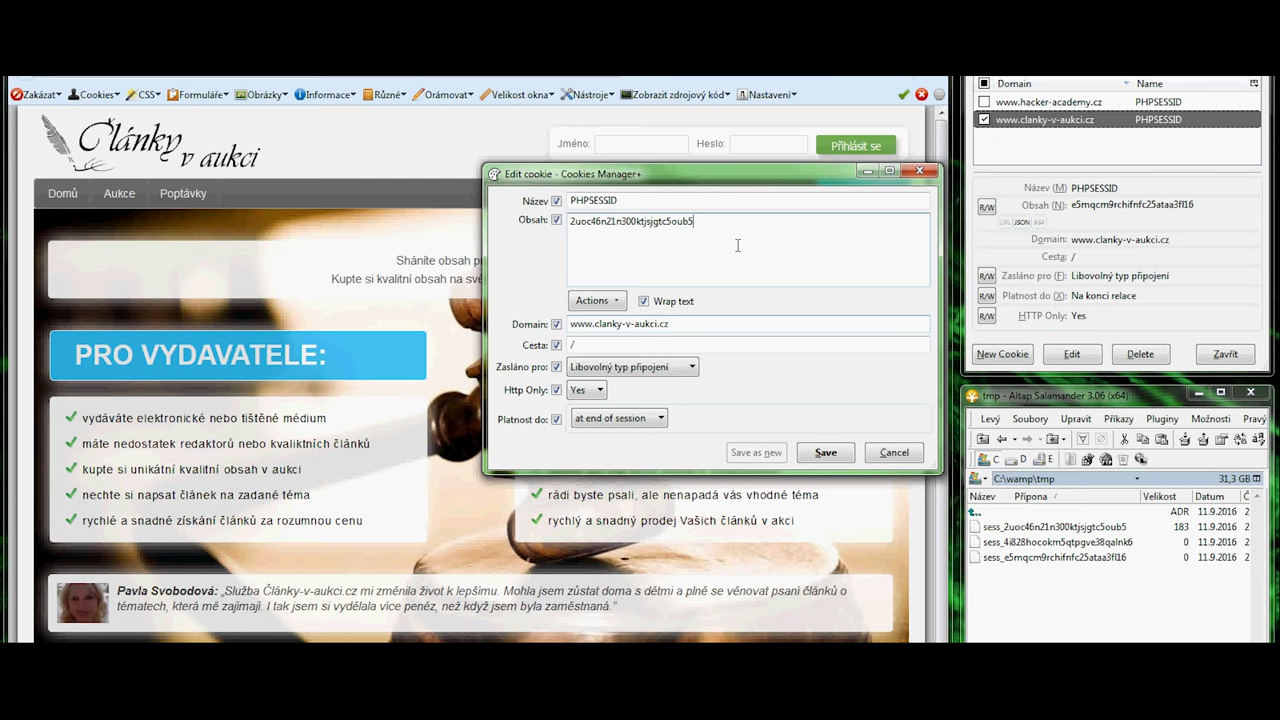 Zakázat Cookies CSS Formuláře Obrázky Informace Různé Orámovat Velikost okna Nástroje Zobrazit zdrojový kód Nastavení
Články
v aukci
Jméno: Heslo: Přihlásit se
Domů Aukce Poptávky
Sháníte obsah pr
Kupte si kvalitní obsah na své
PRO VYDAVATELE:
vydáváte elektronické nebo tištěné médium
máte nedostatek redaktorů nebo kvalitních článků
kupte si unikátní kvalitní obsah v aukci
nechte si napsat článek na zadané téma
rychlé a snadné získání článků za rozumnou cenu
rádi byste psali, ale nenapadá vás vhodné téma
rychlý a snadný prodej Vašich článků v akci
Pavla Svobodová: „Služba Články-v-aukci.cz mi změnila život k lepšímu. Mohla jsem zůstat doma s dětmi a plně se věnovat psaní článků o
tématech, která mě zajímají. I tak jsem si vydělala více peněz, než když jsem byla zaměstnaná.“
Edit cookie - Cookies Manager+
Název PHPSESSID
Obsah: 2uoc46n21n300ktjsjgtc5oub5
Actions Wrap text
Domain: www.clanky-v-aukci.cz
Cesta: /
Zasláno pro: Libovolný typ připojení
Http Only: Yes
Platnost do: at end of session
Save as new Save Cancel
Domain Name
www.hacker-academy.cz PHPSESSID
www.clanky-v-aukci.cz PHPSESSID
Název (M) PHPSESSID
R/W Obsah (N): e5mqcm9rchifnfc25ataa3fl16
URL JSON B64
Domain: www.clanky-v-aukci.cz
Cesta: /
R/W Zasláno pro (F): Libovolný typ připojení
R/W Platnost do (X): Na konci relace
R/W HTTP Only: Yes
New Cookie Edit Delete Zavřít
tmp - Altap Salamander 3.06 (x64)
Levý Soubory Upravit Příkazy Pluginy Možnosti Pravý
C D E
C:\wamp\tmp 31,3 GB
Název Přípona Velikost Datum Č
.. ADR 11.9.2016 2
sess_2uoc46n21n300ktjsjgtc5oub5 183 11.9.2016 2
sess_4i828hocokm5qtpgve38qalnk6 0 11.9.2016 2
sess_e5mqcm9rchifnfc25ataa3fl16 0 11.9.2016 2